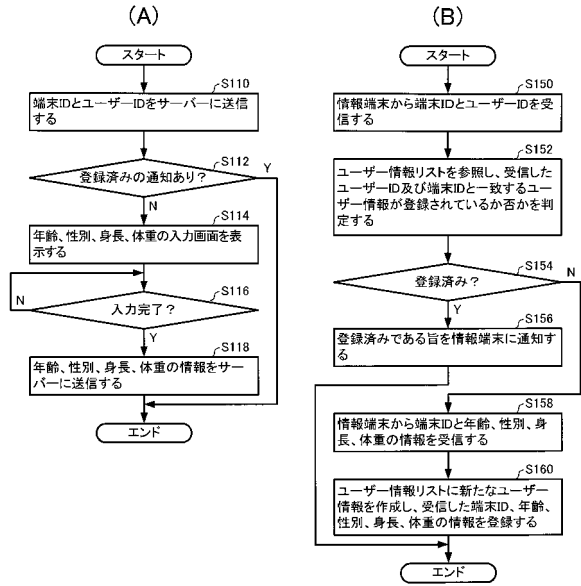 (A)
スタート
S110
端末IDとユーザーIDをサーバーに送信
する
S112
登録済みの通知あり?
Y
N
S114
年齢、性別、身長、体重の入力画面を表
示する
S116
N
入力完了?
Y
S118
年齢、性別、身長、体重の情報をサー
バーに送信する
エンド
(B)
スタート
S150
情報端末から端末IDとユーザーIDを受
信する
S152
ユーザー情報リストを参照し、受信した
ユーザーID及び端末IDと一致するユー
ザー情報が登録されているか否かを判
定する
S154
N
登録済み?
Y
S156
登録済みである旨を情報端末に通知す
る
S158
情報端末から端末IDと年齢、性別、身
長、体重の情報を受信する
S160
ユーザー情報リストに新たなユーザー
情報を作成し、受信した端末ID、年齢、
性別、身長、体重の情報を登録する
エンド